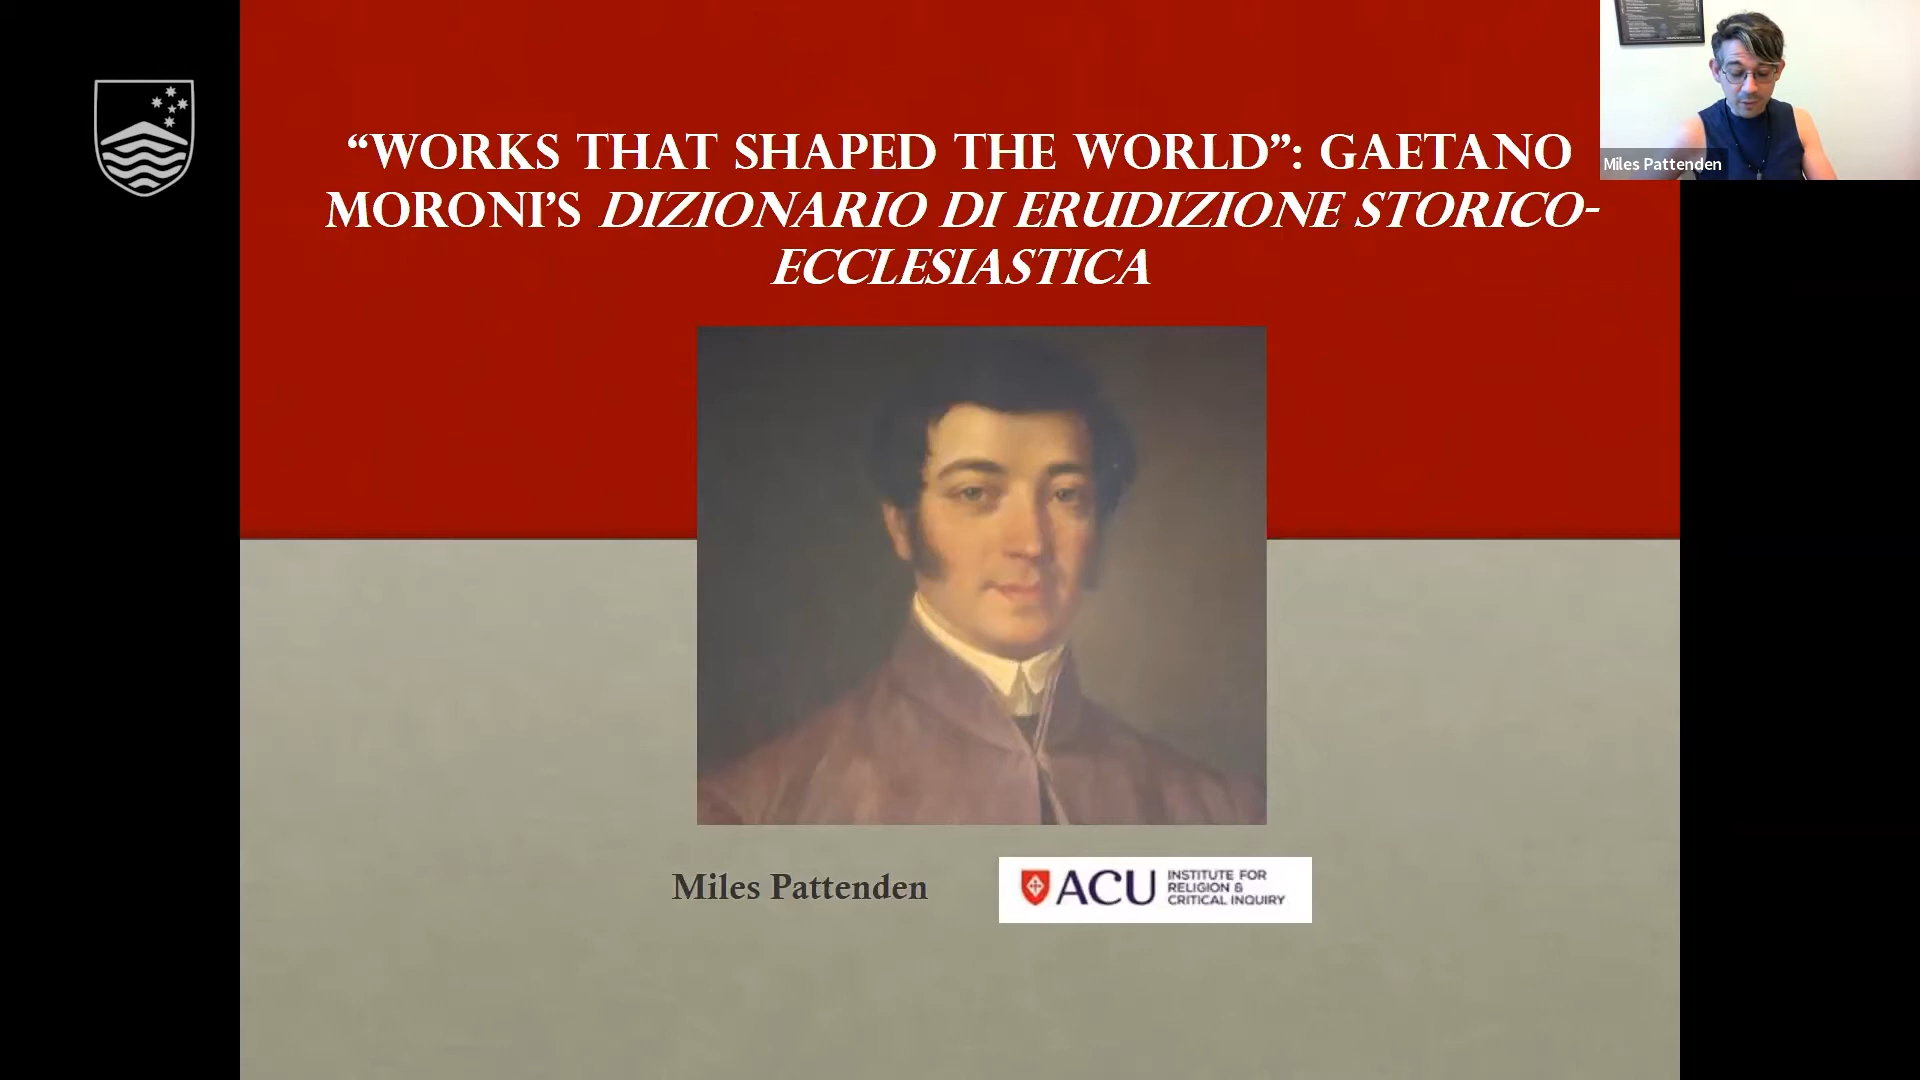 “WORKS THAT SHAPED THE WORLD”: GAETANO
MORONI’S DIZIONARIO DI ERUDIZIONE STORICO-
ECCLESIASTICA
Miles Pattenden
Miles Pattenden
ACU
INSTITUTE FOR
RELIGION &
CRITICAL INQUIRY